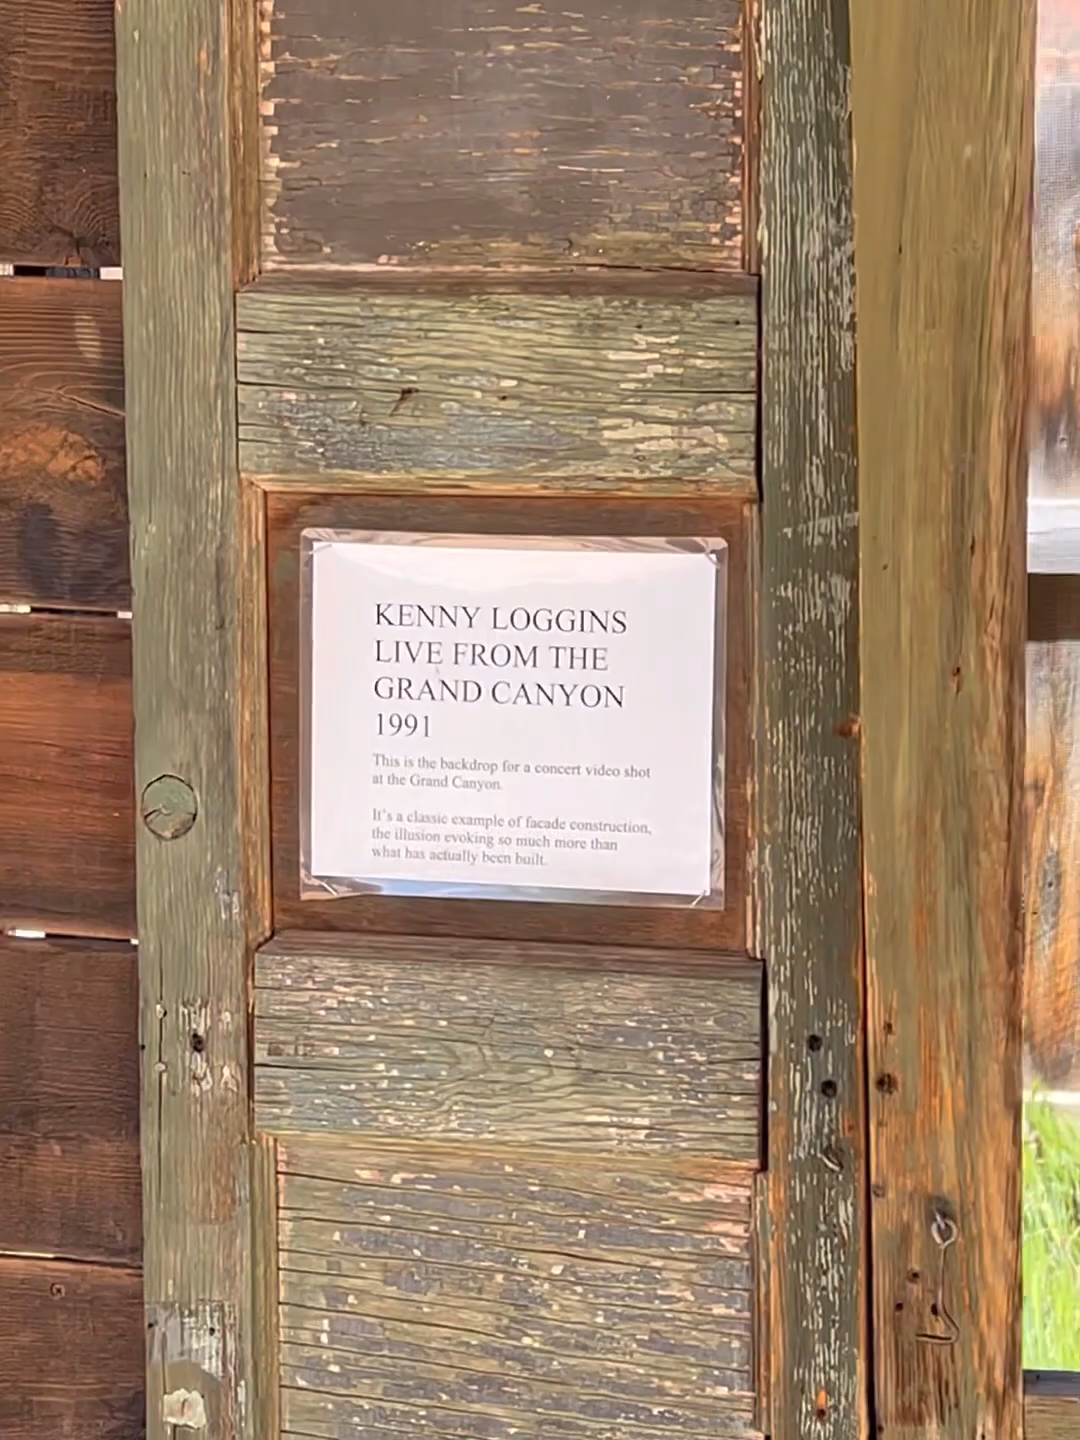 KENNY LOGGINS
LIVE FROM THE
GRAND CANYON
1991
This is the backdrop for a concert video shot
at the Grand Canyon.
It's a classic example of facade construction,
the illusion evoking so much more than
what has actually been built.